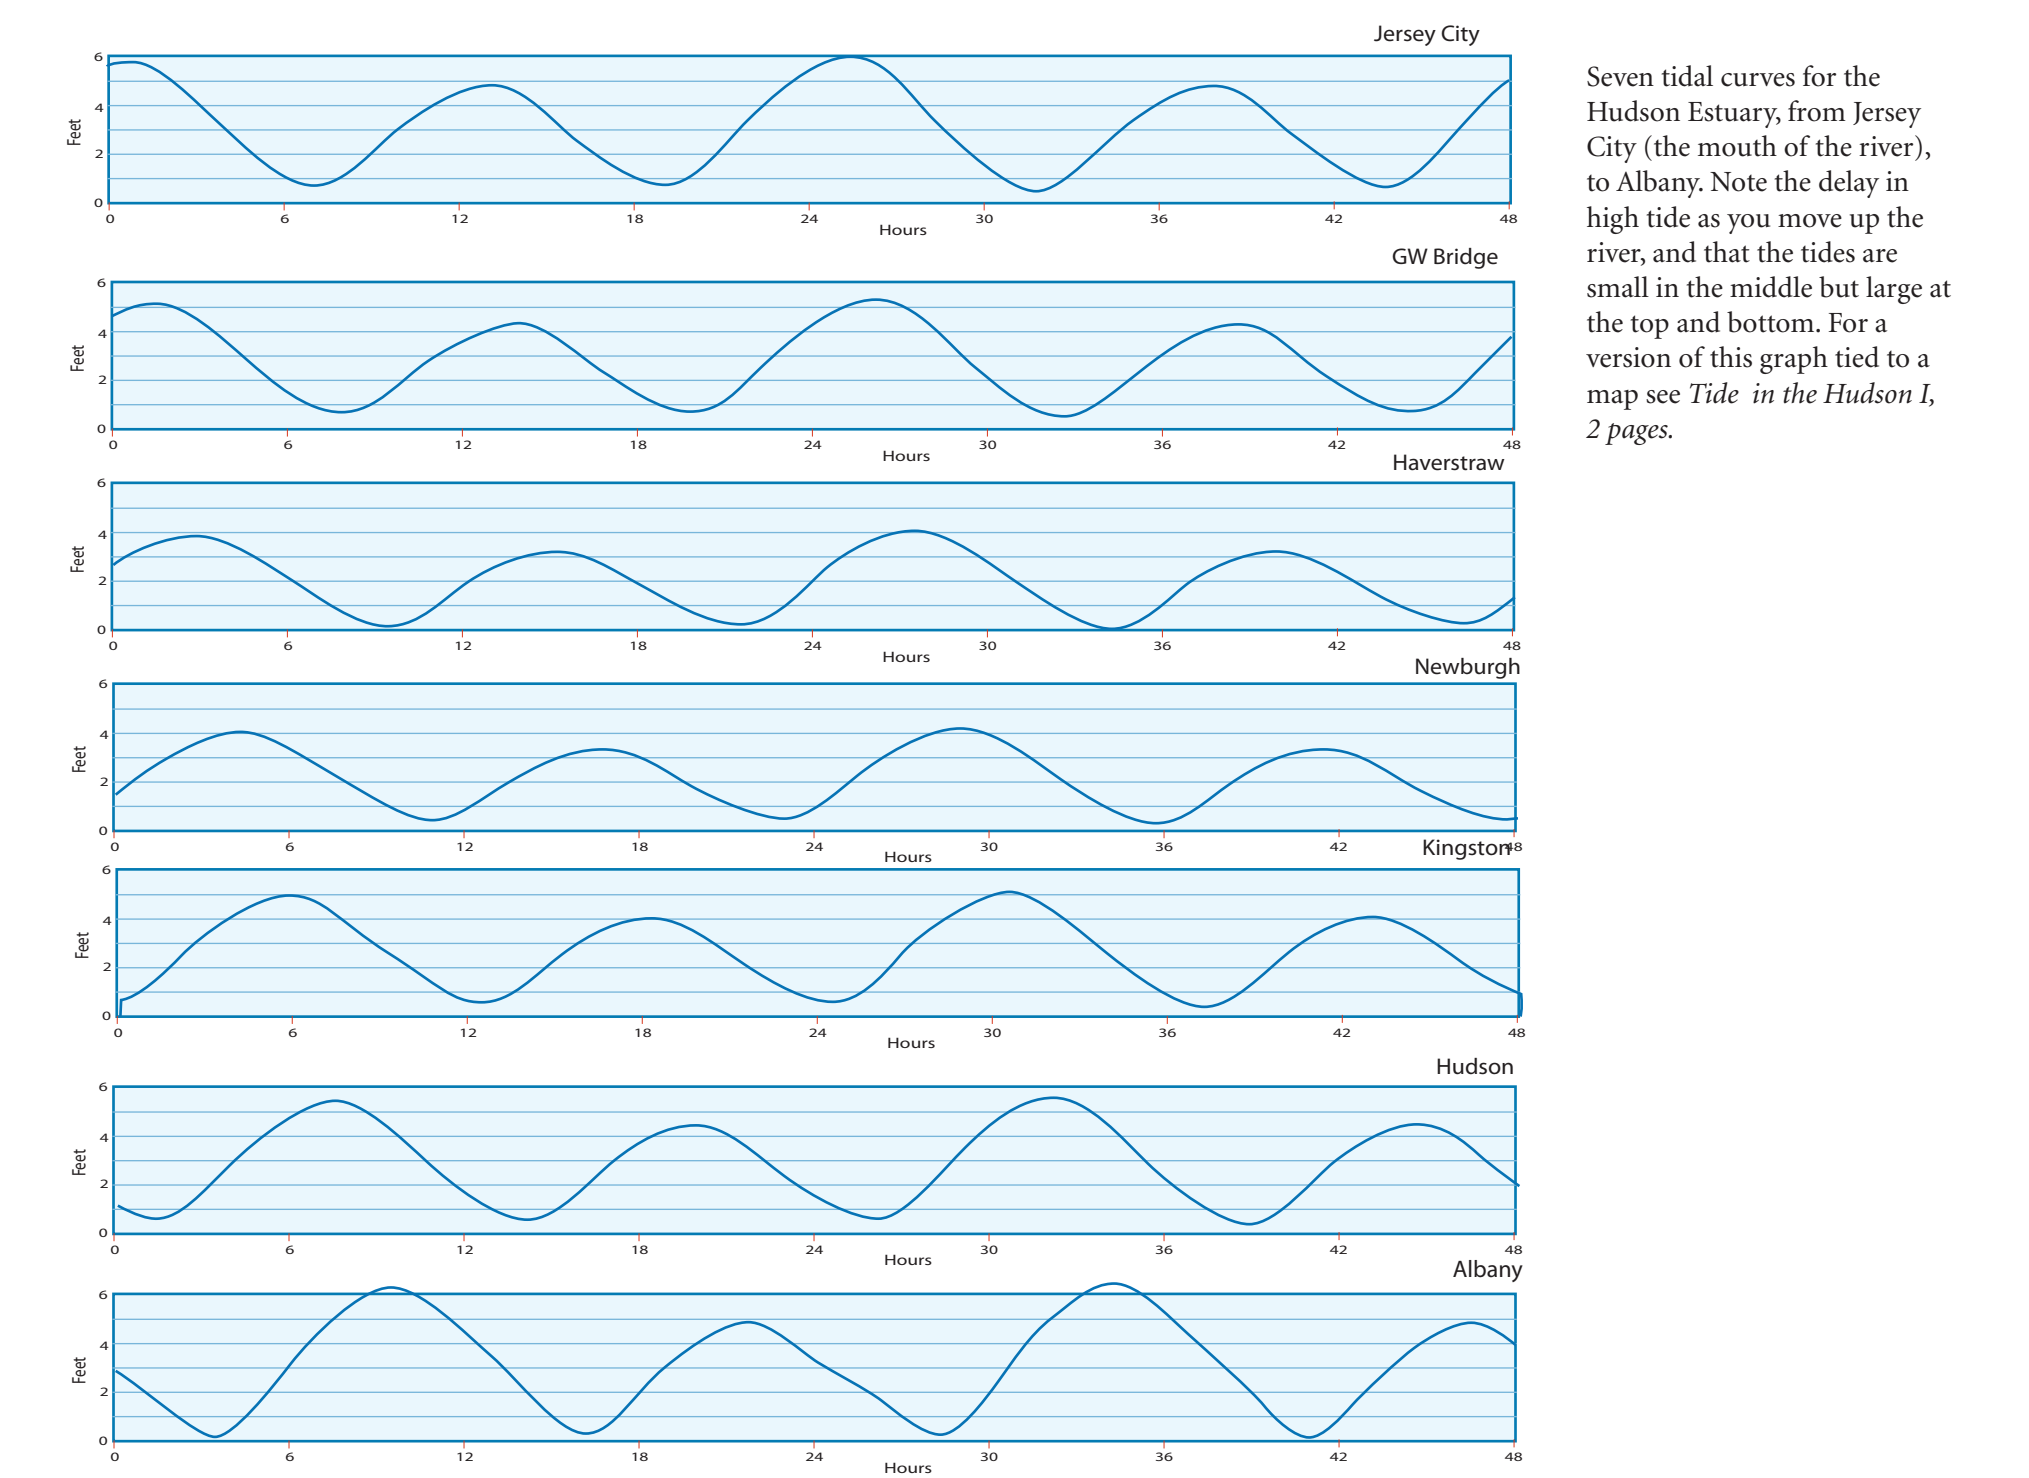 Jersey City
6
4
2
0
Feet
0 6 12 18 24 30 36 42 48
Hours
GW Bridge
6
4
2
0
Feet
0 6 12 18 24 30 36 42 48
Hours
Haverstraw
6
4
2
0
Feet
0 6 12 18 24 30 36 42 48
Hours
Newburgh
6
4
2
0
Feet
0 6 12 18 24 30 36 42 48
Hours
Kingston
6
4
2
0
Feet
0 6 12 18 24 30 36 42 48
Hours
Hudson
6
4
2
0
Feet
0 6 12 18 24 30 36 42 48
Hours
Albany
6
4
2
0
Feet
0 6 12 18 24 30 36 42 48
Hours
Seven tidal curves for the
Hudson Estuary, from Jersey
City (the mouth of the river),
to Albany. Note the delay in
high tide as you move up the
river, and that the tides are
small in the middle but large at
the top and bottom. For a
version of this graph tied to a
map see Tide in the Hudson I,
2 pages.